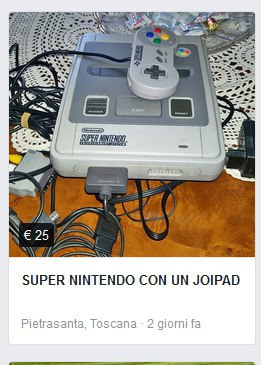 POWER
EJECT
RESET
Nintendo
SUPER NINTENDO
ENTERTAINMENT SYSTEM
€ 25
SUPER NINTENDO CON UN JOIPAD
Pietrasanta, Toscana · 2 giorni fa